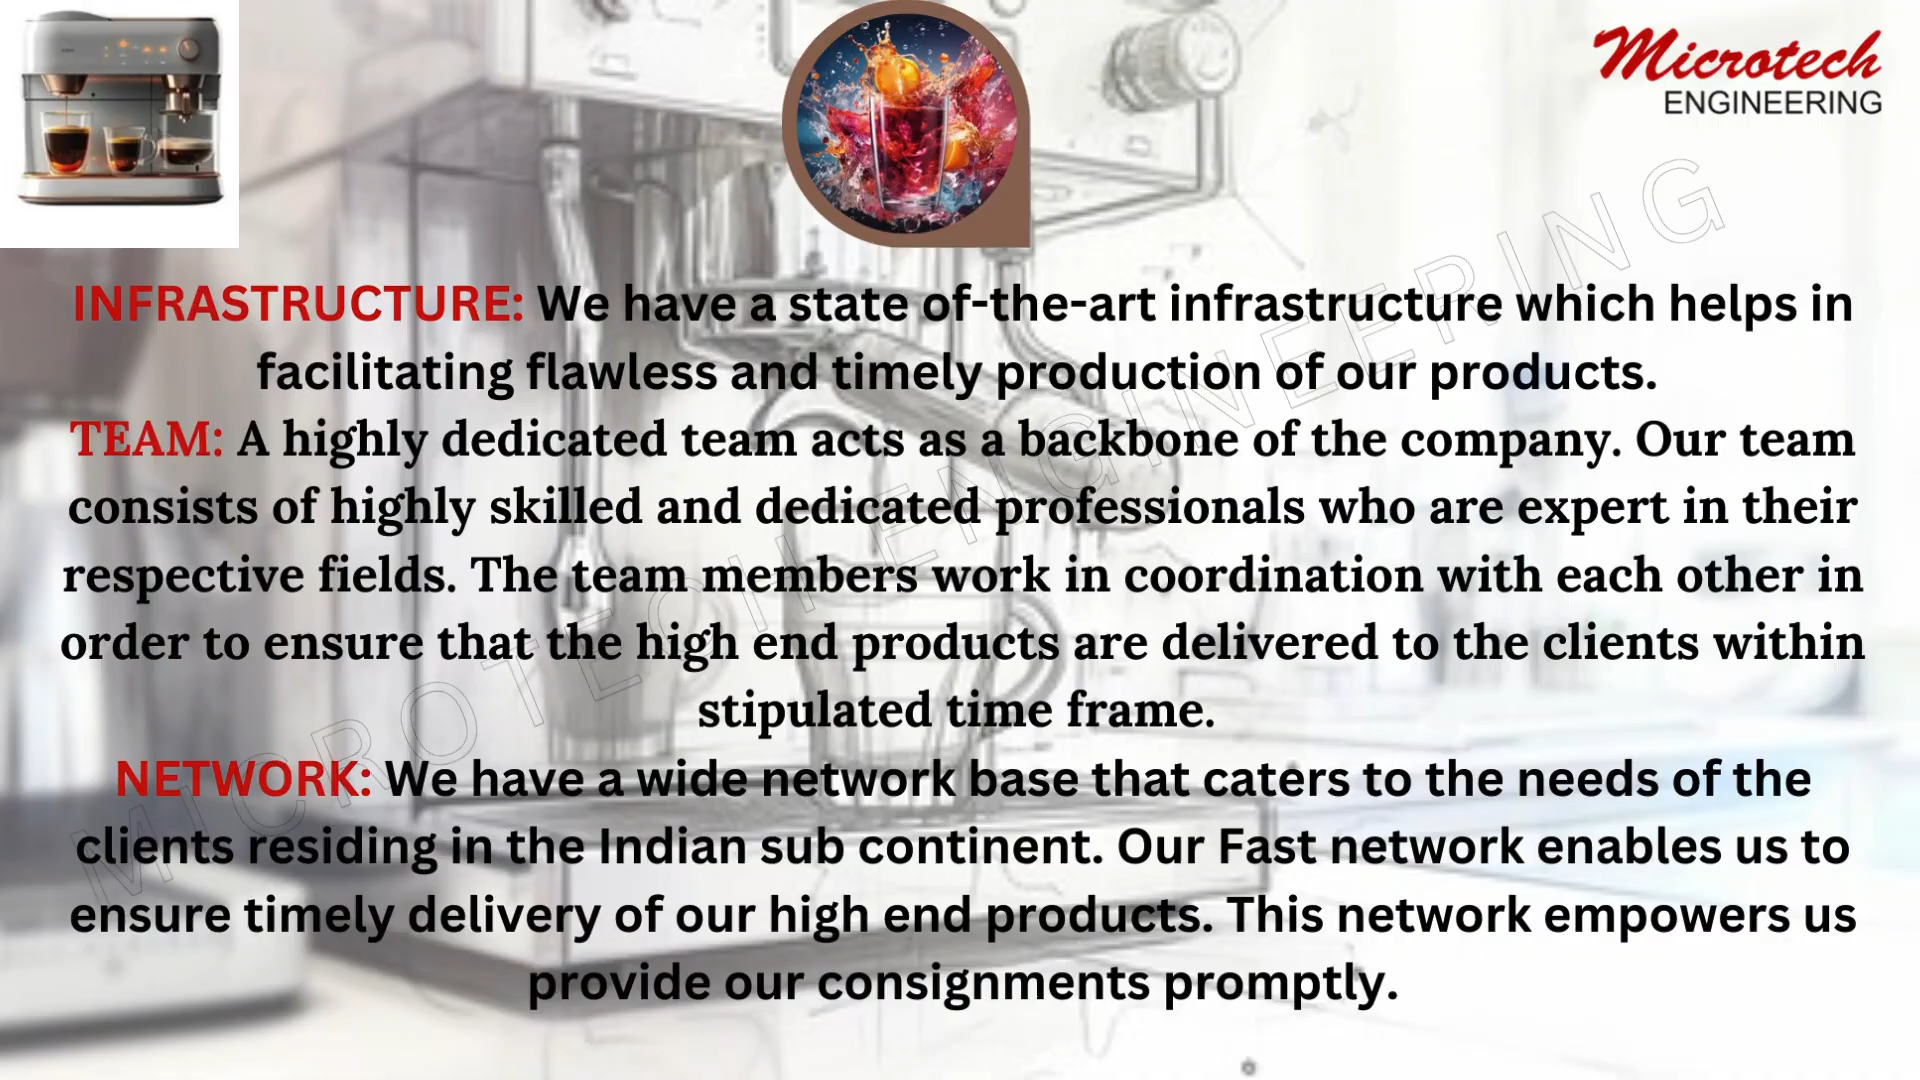 Microtech
ENGINEERING
INFRASTRUCTURE: We have a state of-the-art infrastructure which helps in
facilitating flawless and timely production of our products.
TEAM: A highly dedicated team acts as a backbone of the company. Our team
consists of highly skilled and dedicated professionals who are expert in their
respective fields. The team members work in coordination with each other in
order to ensure that the high end products are delivered to the clients within
stipulated time frame.
NETWORK: We have a wide network base that caters to the needs of the
clients residing in the Indian sub continent. Our Fast network enables us to
ensure timely delivery of our high end products. This network empowers us
provide our consignments promptly.
MICROTECH ENGINEERING